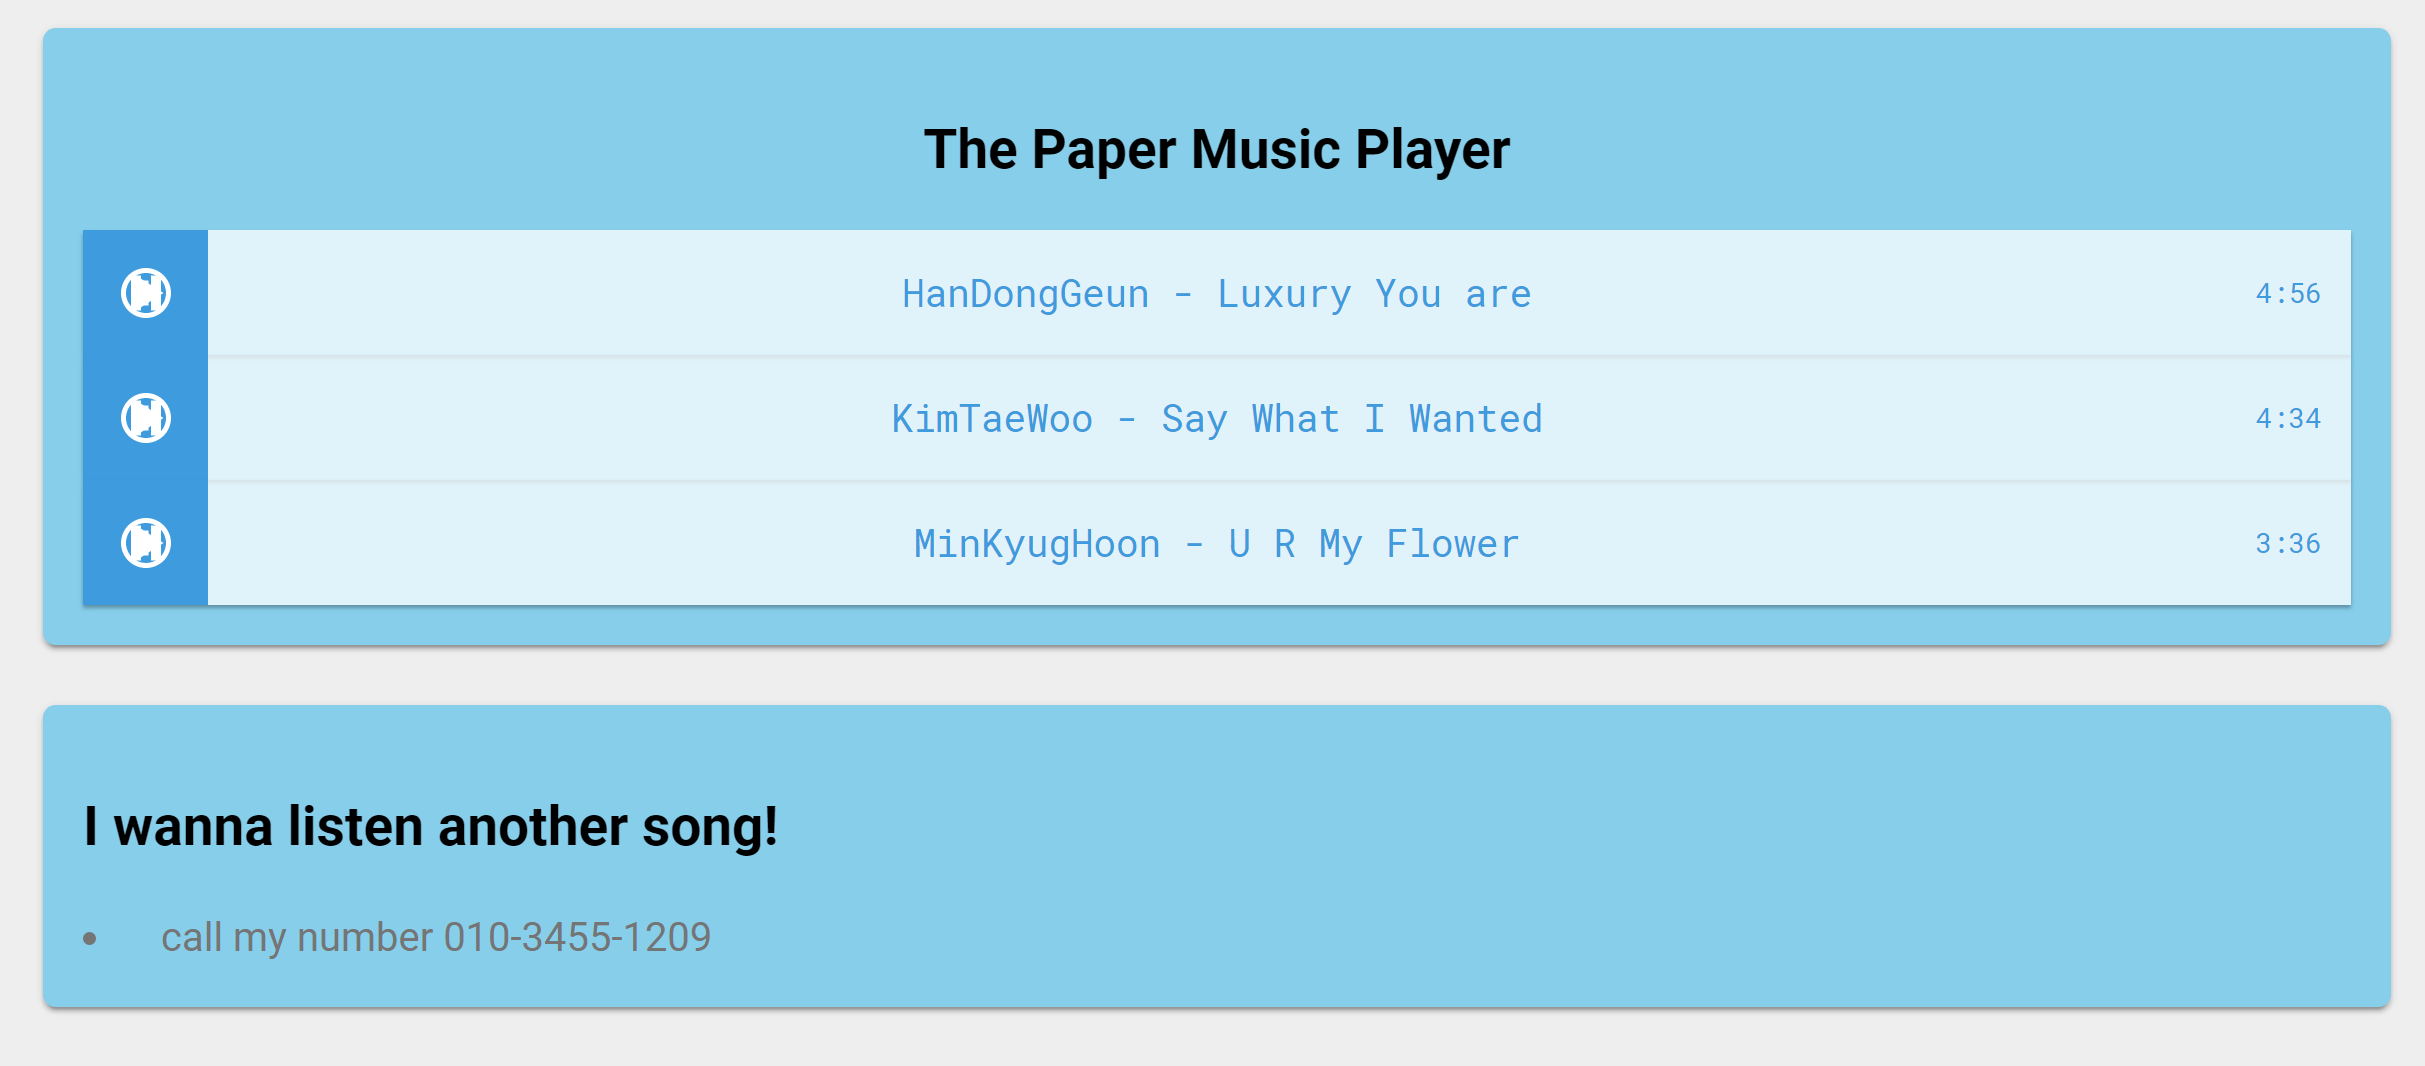 The Paper Music Player
HanDongGeun - Luxury You are 4:56
KimTaeWoo - Say What I Wanted 4:34
MinKyugHoon - U R My Flower 3:36
I wanna listen another song!
• call my number 010-3455-1209